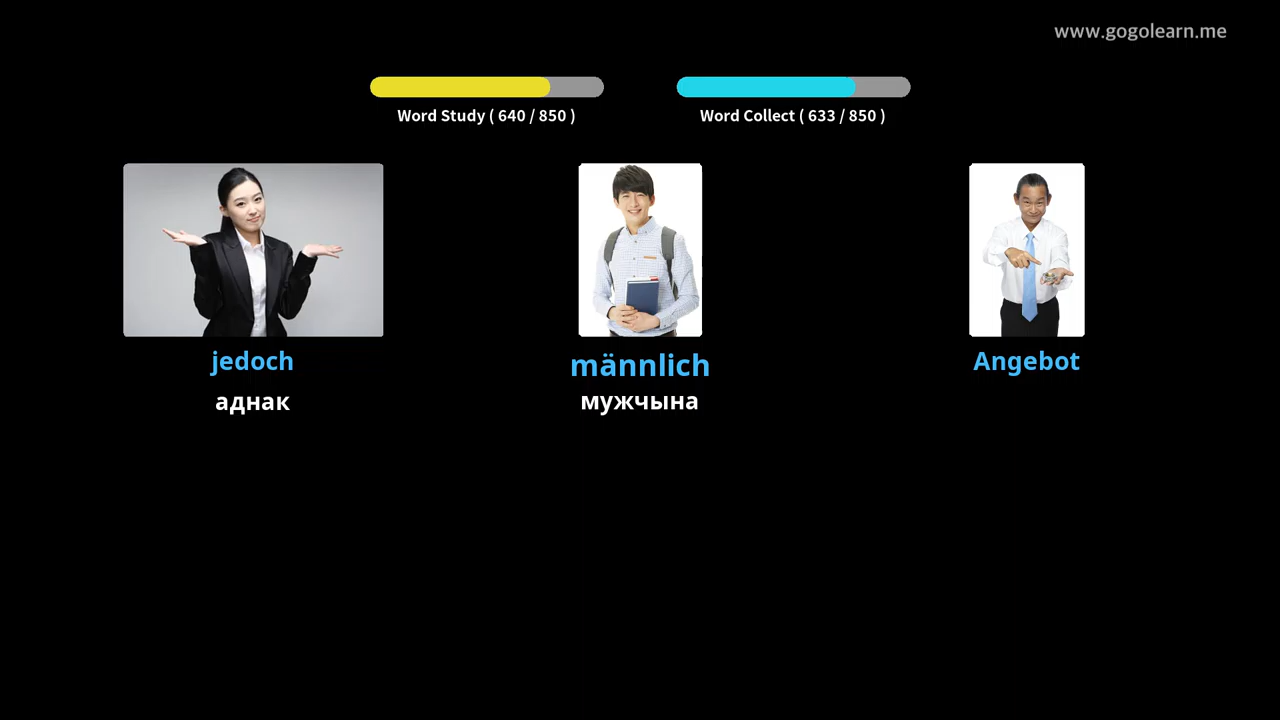 www.gogolearn.me
Word Study ( 640 / 850 )
Word Collect ( 633 / 850 )
jedoch
männlich
Angebot
аднак
мужчына